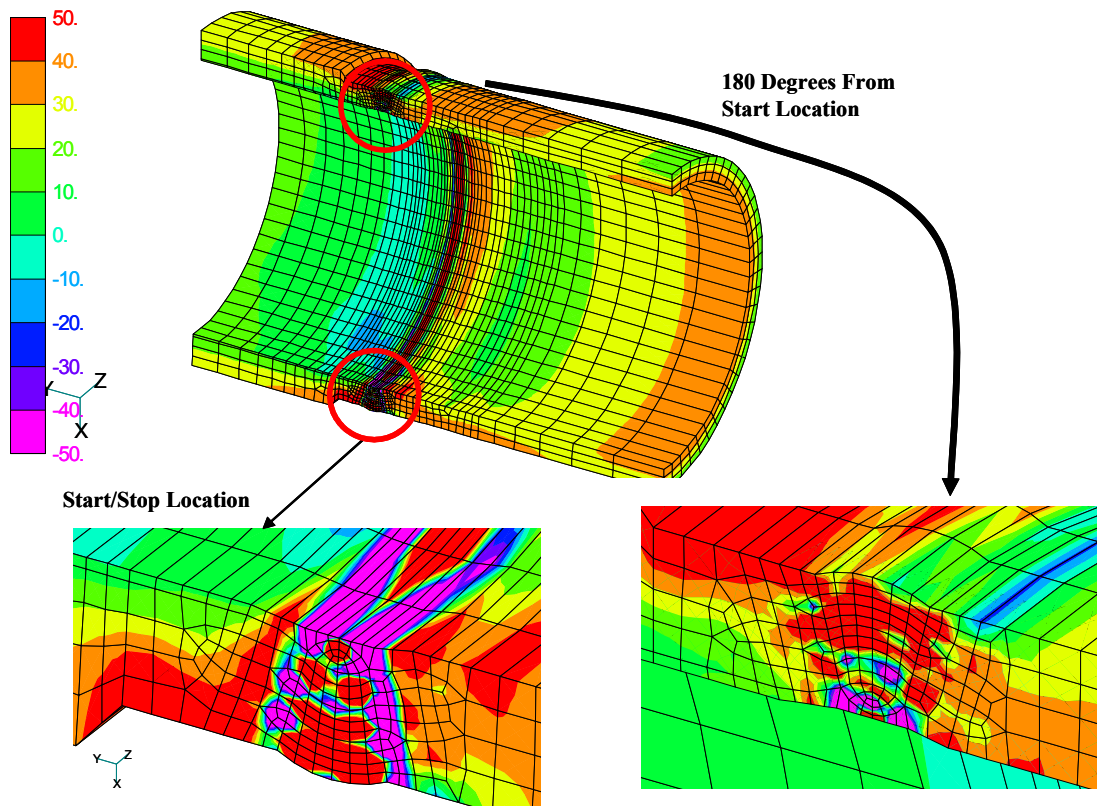 50.
40.
30.
20.
10.
0.
-10.
-20.
-30.
-40
-50.
Y
Z
X
180 Degrees From
Start Location
Start/Stop Location
Y
Z
X